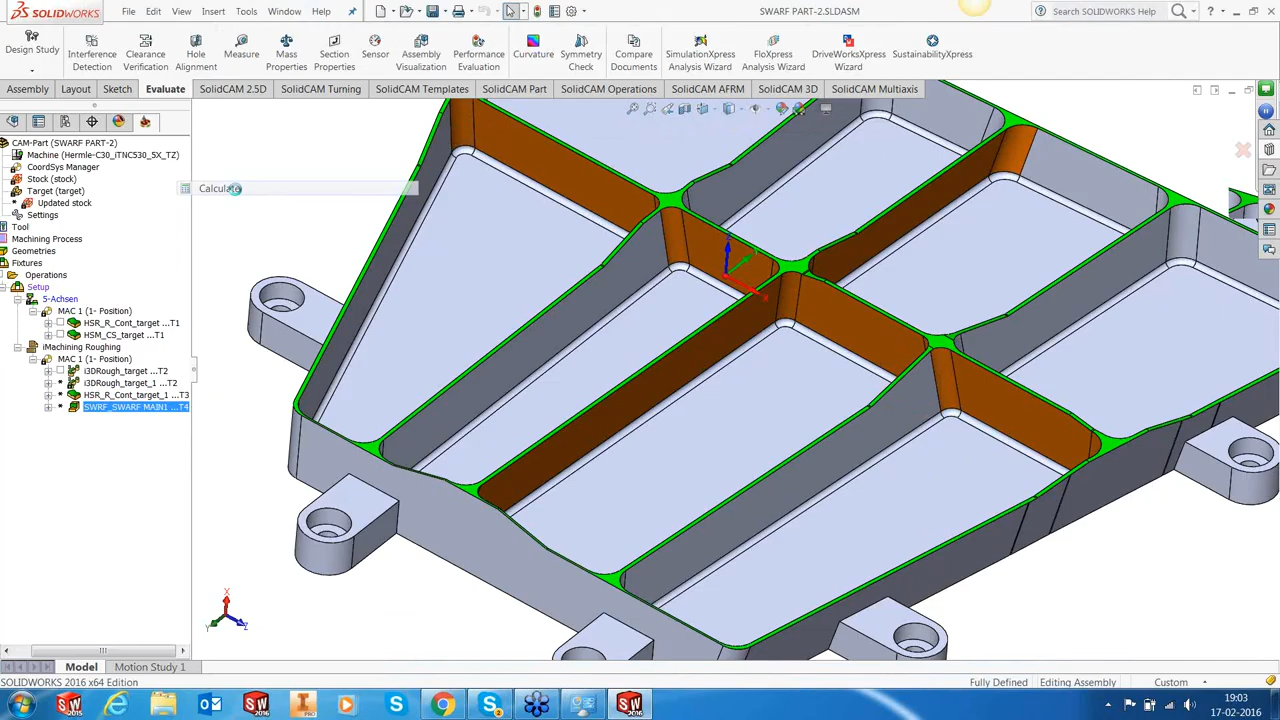 SOLIDWORKS File Edit View Insert Tools Window Help SWARF PART-2.SLDASM Search SOLIDWORKS Help
Design Study Interference Detection Clearance Verification Hole Alignment Measure Mass Properties Section Properties Sensor Assembly Visualization Performance Evaluation Curvature Symmetry Check Compare Documents SimulationXpress Analysis Wizard FloXpress Analysis Wizard DriveWorksXpress Wizard SustainabilityXpress
Assembly Layout Sketch Evaluate SolidCAM 2.5D SolidCAM Turning SolidCAM Templates SolidCAM Part SolidCAM Operations SolidCAM AFRM SolidCAM 3D SolidCAM Multiaxis
CAM-Part (SWARF PART-2)
Machine (Hermle-C30_iTNC530_5X_TZ)
CoordSys Manager
Stock (stock)
Calculate
Target (target)
Updated stock
Settings
Tool
Machining Process
Geometries
Fixtures
Operations
Setup
5-Achsen
MAC 1 (1- Position)
HSR_R_Cont_target ...T1
HSM_CS_target ...T1
iMachining Roughing
MAC 1 (1- Position)
i3DRough_target ...T2
i3DRough_target_1 ...T2
HSR_R_Cont_target_1 ...T3
SWRF_SWARF MAIN1 ...T4
X
Y
Z
Model Motion Study 1
SOLIDWORKS 2016 x64 Edition Fully Defined Editing Assembly Custom
19:03
17-02-2016